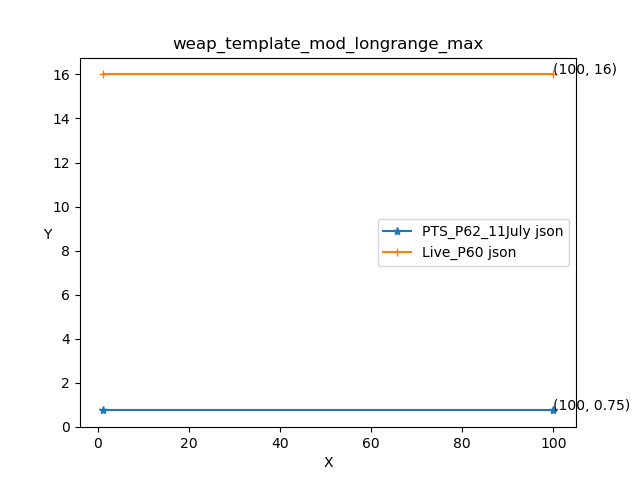 weap_template_mod_longrange_max
(100, 16)
16
14
12
10
8
6
4
2
0
Y
PTS_P62_11July json
Live_P60 json
(100, 0.75)
0 20 40 60 80 100
X